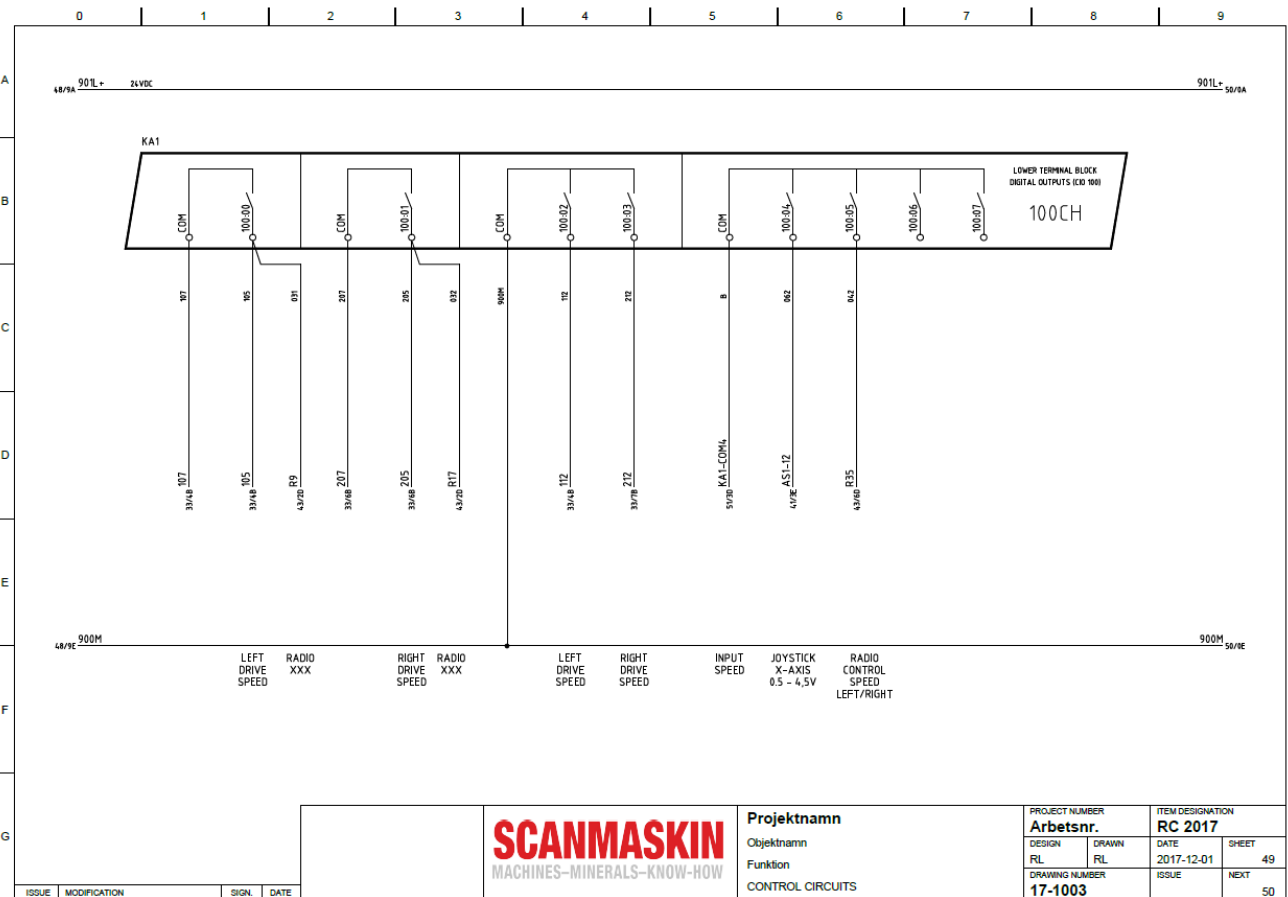 0 1 2 3 4 5 6 7 8 9
A
48/9A 901L+ 24VDC 901L+ 50/0A
KA1
B
COM 100:00 COM 100:01 COM 100:02 100:03 COM 100:04 100:05 100:06 100:07
LOWER TERMINAL BLOCK
DIGITAL OUTPUTS (CIO 100)
100CH
107 105 031 207 205 032 900M 112 212 B 062 042
C
D
107 105 R9 207 205 R17 112 212 KA1-COM4 AS1-12 R35
33/4B 33/4B 43/2D 33/6B 33/6B 43/2D 33/4B 33/7B 51/3D 41/3E 43/6D
E
48/9E 900M 900M 50/0E
LEFT
DRIVE
SPEED
RADIO
XXX
RIGHT
DRIVE
SPEED
RADIO
XXX
LEFT
DRIVE
SPEED
RIGHT
DRIVE
SPEED
INPUT
SPEED
JOYSTICK
X-AXIS
0.5 - 4,5V
RADIO
CONTROL
SPEED
LEFT/RIGHT
F
G
ISSUE MODIFICATION SIGN. DATE
SCANMASKIN
MACHINES–MINERALS–KNOW-HOW
Projektnamn
Objektnamn
Funktion
CONTROL CIRCUITS
PROJECT NUMBER ITEM DESIGNATION
Arbetsnr. RC 2017
DESIGN DRAWN DATE SHEET
RL RL 2017-12-01 49
DRAWING NUMBER ISSUE NEXT
17-1003 50